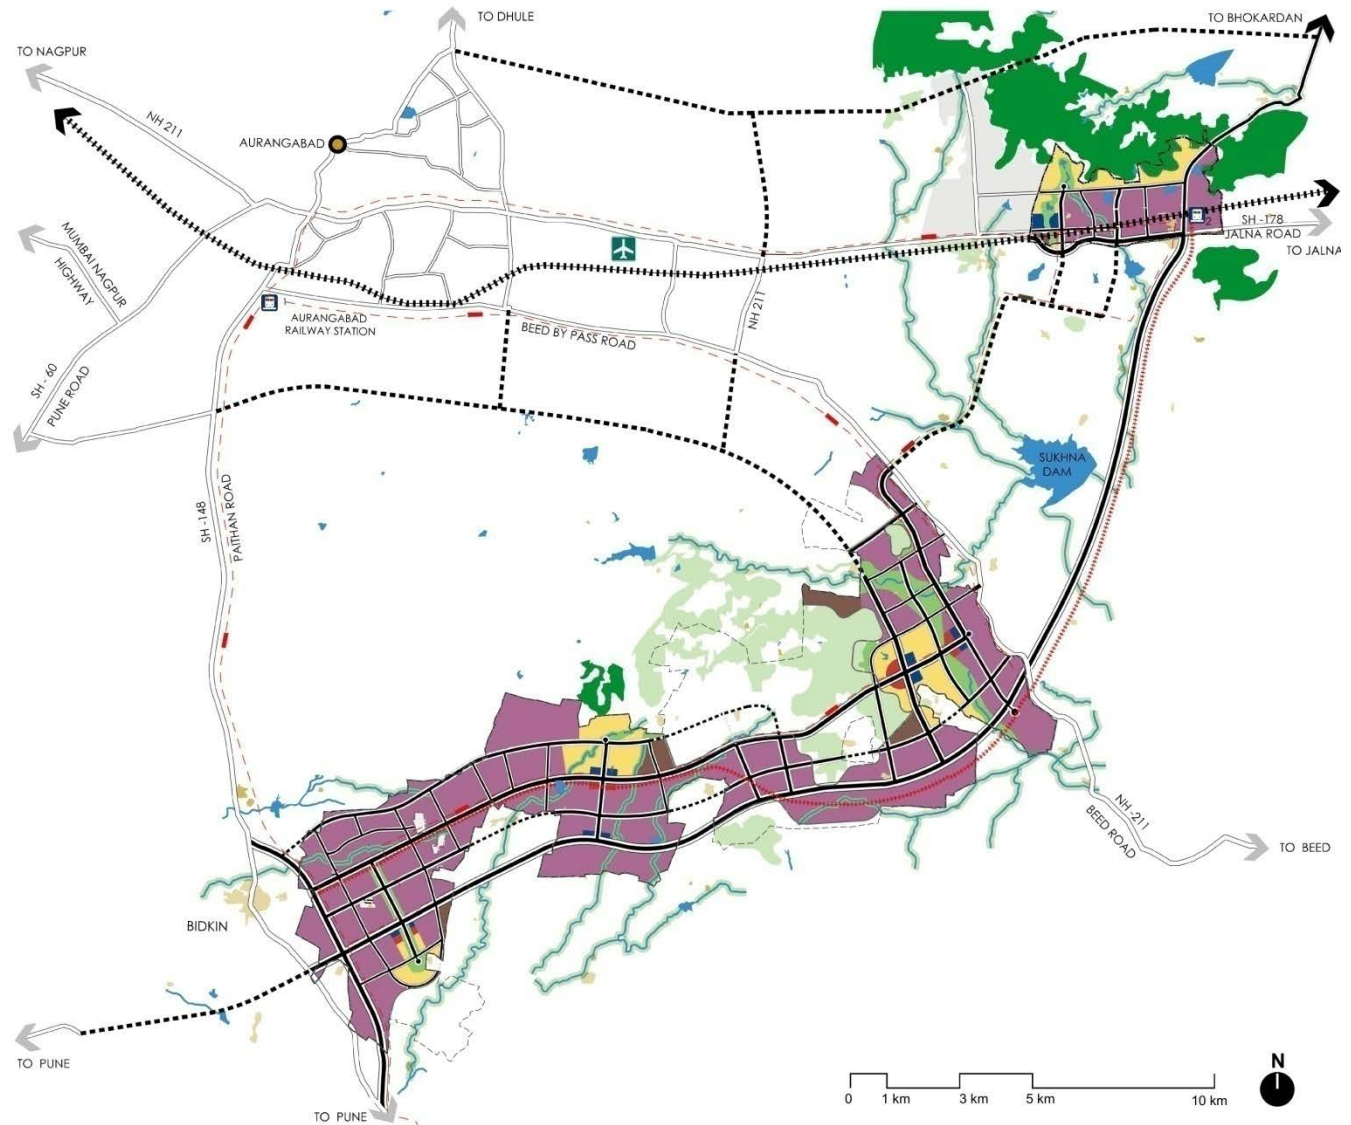 TO DHULE
TO BHOKARDAN
TO NAGPUR
NH 211
AURANGABAD
MUMBAI NAGPUR
HIGHWAY
SH -178
JALNA ROAD
TO JALNA
2
1
AURANGABAD
RAILWAY STATION
BEED BY PASS ROAD
NH 211
SH - 60
PUNE ROAD
SUKHNA
DAM
SH -148
PAITHAN ROAD
NH -211
BEED ROAD
TO BEED
BIDKIN
TO PUNE
TO PUNE
N
0 1 km 3 km 5 km 10 km